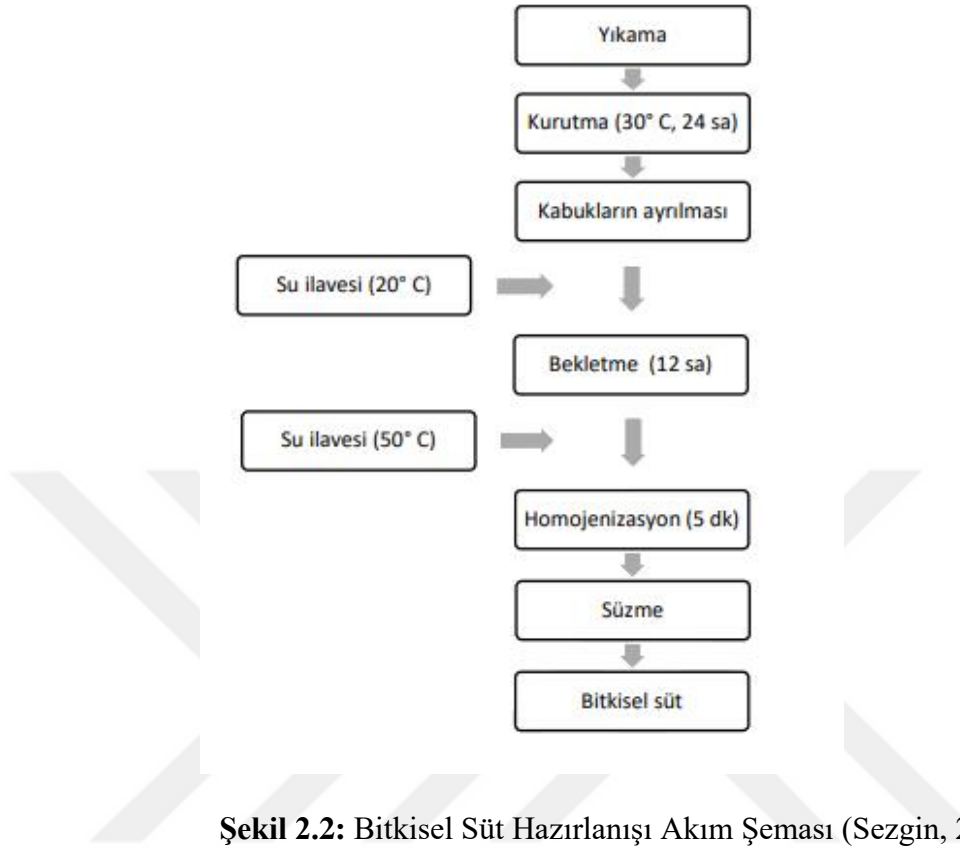 Yıkama
Kurutma (30° C, 24 sa)
Kabukların ayrılması
Su ilavesi (20° C)
Bekletme (12 sa)
Su ilavesi (50° C)
Homojenizasyon (5 dk)
Süzme
Bitkisel süt
Şekil 2.2: Bitkisel Süt Hazırlanışı Akım Şeması (Sezgin,